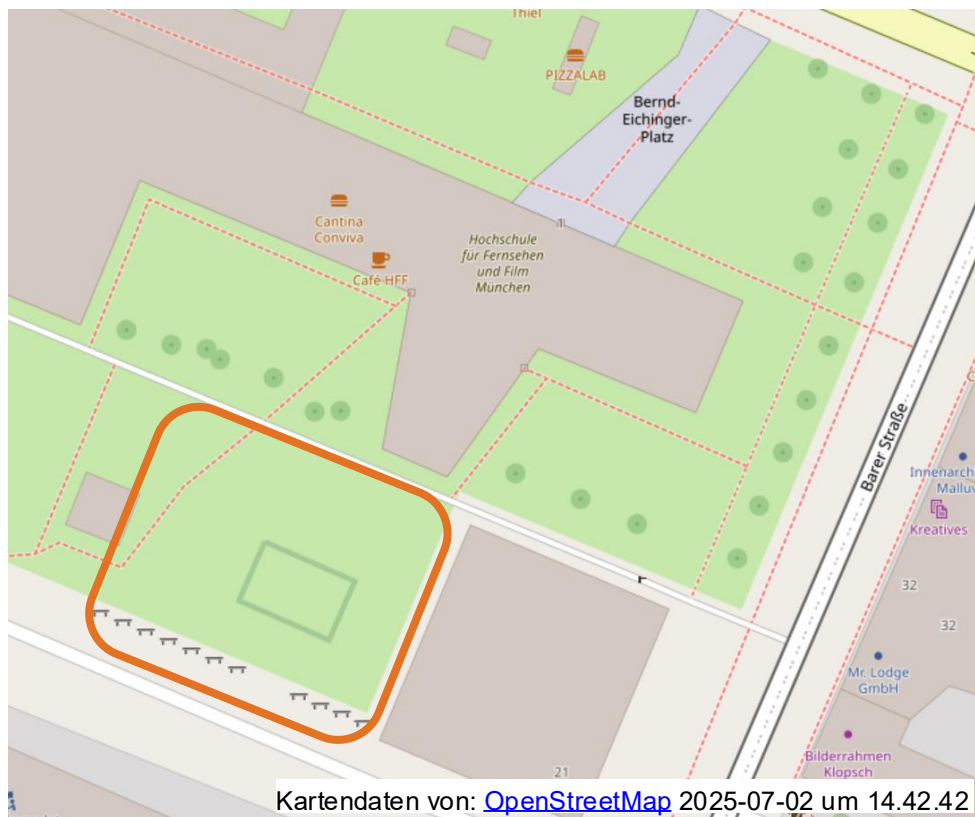 Thiel
PIZZALAB
Bernd-
Eichinger-
Platz
Cantina
Conviva
Café HFF
1
Hochschule
für Fernsehen
und Film
München
Barer Straße
Innenarch
Malluv
Kreatives
32
32
Mr. Lodge
GmbH
Bilderrahmen
Klopsch
21
Kartendaten von: OpenStreetMap 2025-07-02 um 14.42.42